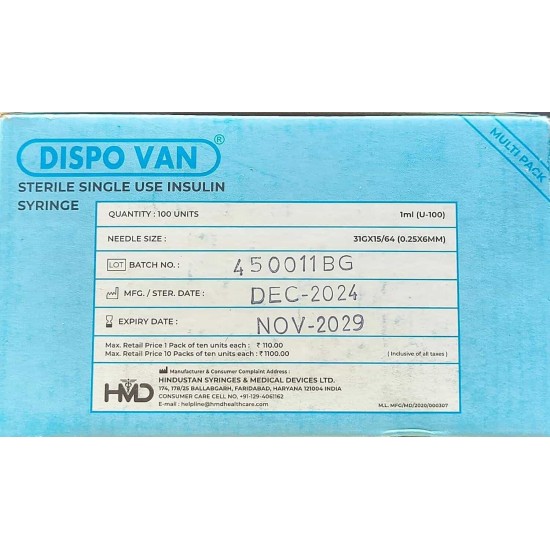 DISPO VAN®
MULTI PACK
STERILE SINGLE USE INSULIN
SYRINGE
QUANTITY : 100 UNITS 1ml (U-100)
NEEDLE SIZE : 31GX15/64 (0.25X6MM)
LOT BATCH NO. : 450011BG
MFG. / STER. DATE : DEC-2024
EXPIRY DATE : NOV-2029
Max. Retail Price 1 Pack of ten units each : ₹ 110.00
Max. Retail Price 10 Packs of ten units each : ₹ 1100.00 ( Inclusive of all taxes )
Manufacturer & Consumer Complaint Address :
HMD
HINDUSTAN SYRINGES & MEDICAL DEVICES LTD.
174, 178/25 BALLABGARH, FARIDABAD, HARYANA 121004 INDIA
CONSUMER CARE CELL NO. +91-129-4061162
E-mail : helpline@hmdhealthcare.com
M.L. MFG/MD/2020/000307